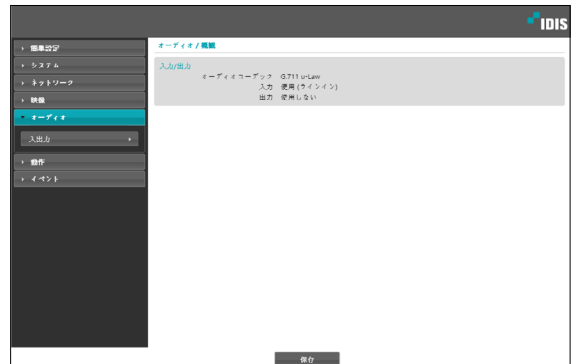 IDIS
簡単設定
システム
ネットワーク
映像
オーディオ
入出力
動作
イベント
オーディオ / 概観
入力/出力
オーディオコーデック G.711 u-Law
入力 使用 (ラインイン)
出力 使用しない
保存